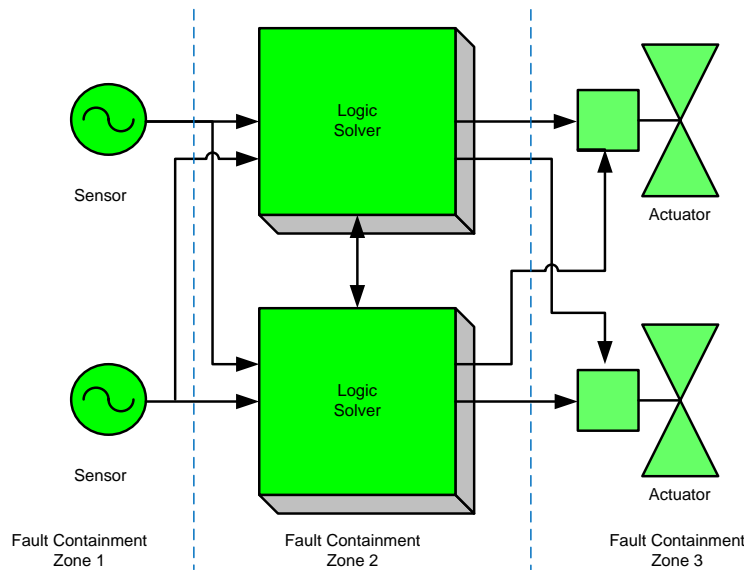 Logic
Solver
Sensor
Actuator
Logic
Solver
Sensor
Actuator
Fault Containment
Zone 1
Fault Containment
Zone 2
Fault Containment
Zone 3